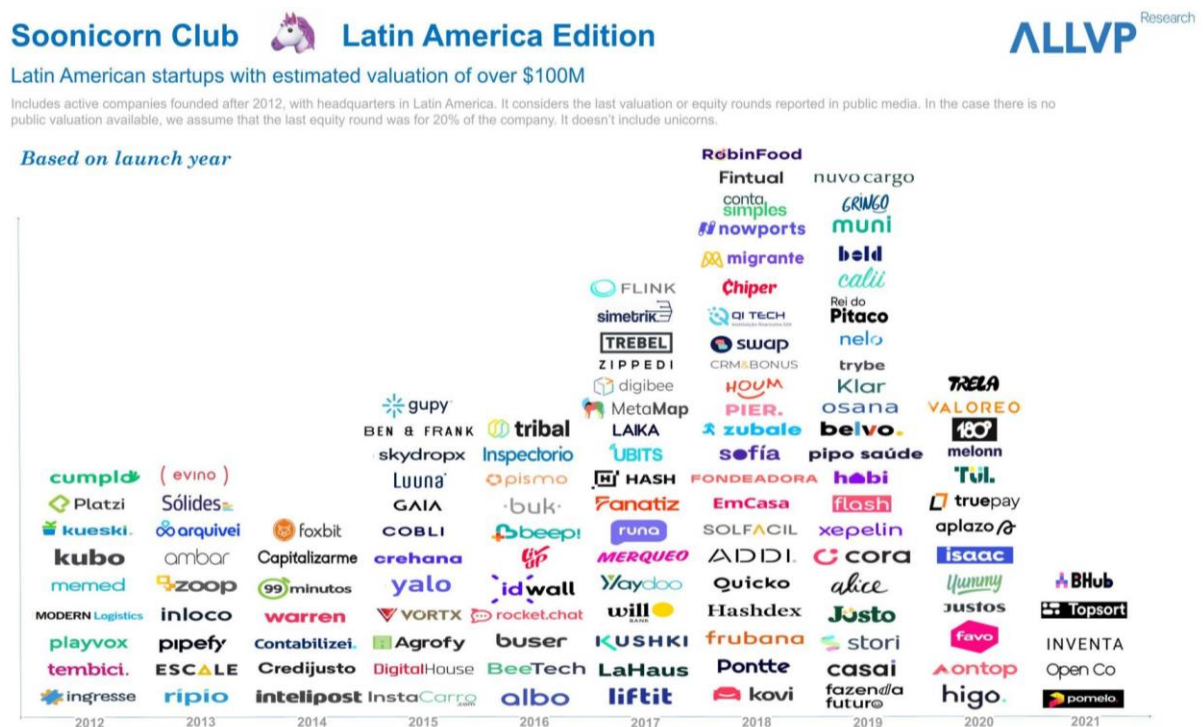 Soonicorn Club Latin America Edition
ALLVP Research
Latin American startups with estimated valuation of over $100M
Includes active companies founded after 2012, with headquarters in Latin America. It considers the last valuation or equity rounds reported in public media. In the case there is no
public valuation available, we assume that the last equity round was for 20% of the company. It doesn't include unicorns.
Based on launch year
cumplo
Platzi
kueski.
kubo
memed
MODERN Logistics
playvox
tembici.
ingresse
2012
(evino)
Sólides
arquivei
ambar
zoop
inloco
pipefy
ESCALE
ripio
2013
foxbit
Capitalizarme
99 minutos
warren
Contabilizei.
Credijusto
intelipost
2014
gupy
BEN & FRANK
skydropx
Luuna
GAIA
COBLI
crehana
yalo
VORTX
Agrofy
DigitalHouse
InstaCarro
.com
2015
tribal
Inspectorio
pismo
·buk·
beep!
liv up
idwall
rocket.chat
buser
BeeTech
albo
2016
FLINK
simetrik
TREBEL
ZIPPEDI
digibee
MetaMap
LAIKA
UBITS
HASH
Fanatiz
runa
MERQUEO
Yaydoo
will
BANK
KUSHKI
LaHaus
liftit
2017
RobinFood
Fintual
conta
simples
nowports
migrante
Chiper
QI TECH
swap
CRM&BONUS
HOUM
PIER.
zubale
sofía
FONDEADORA
EmCasa
SOLFACIL
ADDI.
Quicko
Hashdex
frubana
Pontte
kovi
2018
nuvocargo
GRINGO
muni
bold
calii
Rei do
Pitaco
nelo
trybe
Klar
osana
belvo.
pipo saúde
habi
flash
xepelin
cora
alice
Jüsto
stori
casai
fazenda
futuro
2019
TRELA
VALOREO
180°
melonn
Tül.
truepay
aplazo
isaac
Yummy
JUSTOS
favo
ontop
higo.
2020
BHub
Topsort
INVENTA
Open Co
pomelo.
2021